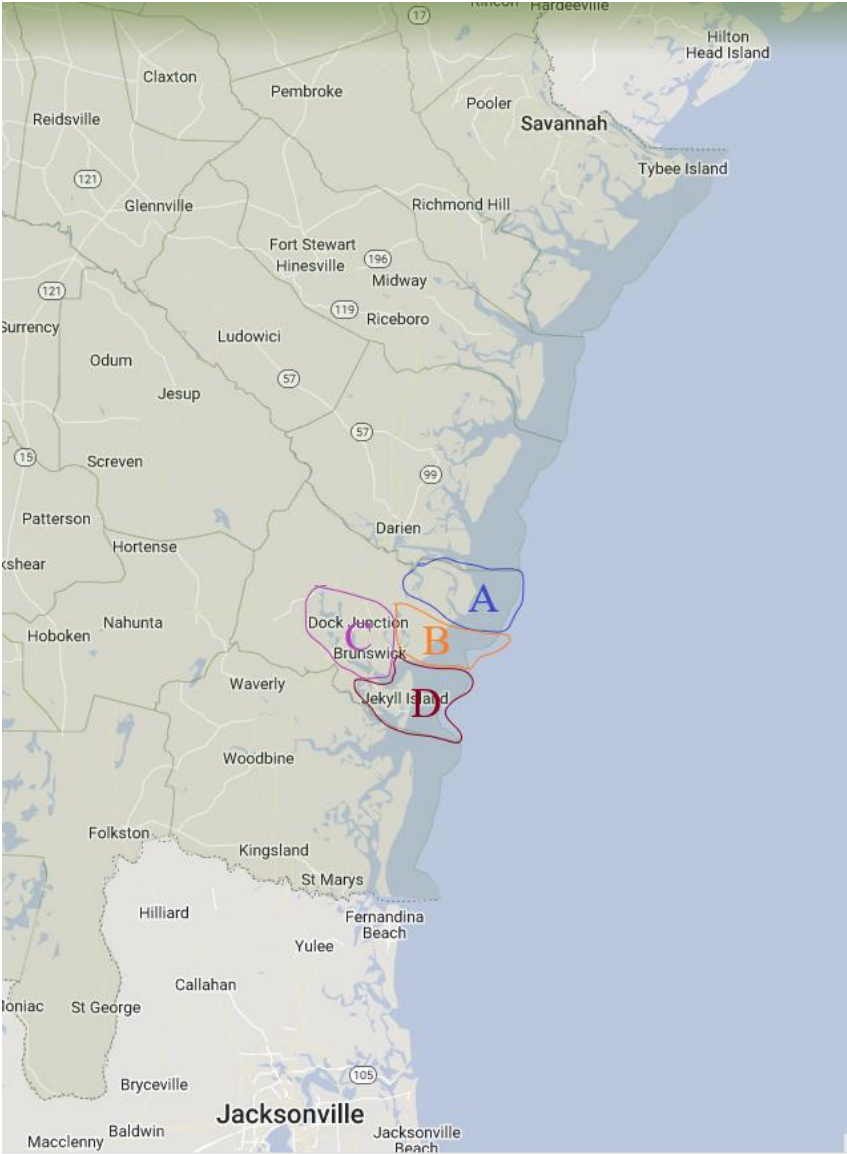 17
Hardeeville
Hilton
Head Island
Claxton
Pembroke
Pooler
Reidsville
Savannah
Tybee Island
121
Glennville
Richmond Hill
Fort Stewart
Hinesville
196
Midway
121
119
Riceboro
Surrency
Ludowici
Odum
57
Jesup
57
15
Screven
99
Patterson
Darien
Hortense
kshear
A
Nahunta
Dock Junction
Hoboken
C
B
Brunswick
Waverly
Jekyll Island
D
Woodbine
Folkston
Kingsland
St Marys
Hilliard
Fernandina
Beach
Yulee
Callahan
Moniac
St George
105
Bryceville
Jacksonville
Baldwin
Macclenny
Jacksonville
Beach